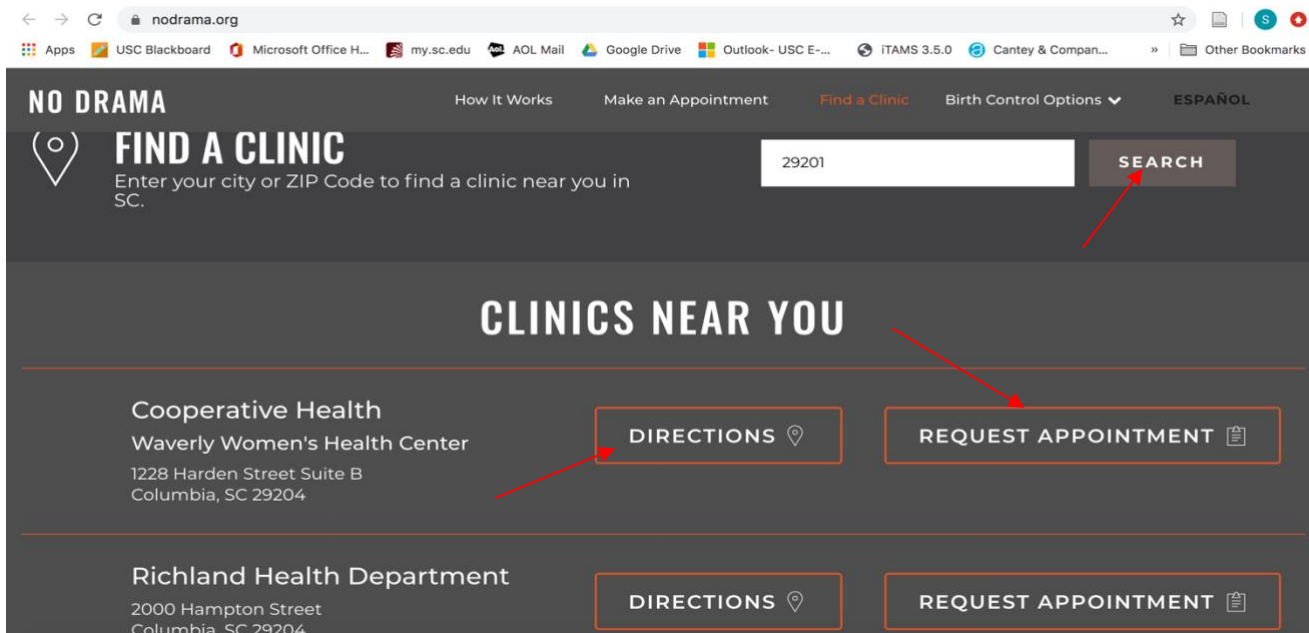 nodrama.org
S
Apps USC Blackboard Microsoft Office H... my.sc.edu Aol. AOL Mail Google Drive Outlook- USC E-... iTAMS 3.5.0 Cantey & Compan... » Other Bookmarks
NO DRAMA How It Works Make an Appointment Find a Clinic Birth Control Options ESPAÑOL
FIND A CLINIC
Enter your city or ZIP Code to find a clinic near you in
SC.
29201 SEARCH
CLINICS NEAR YOU
Cooperative Health
Waverly Women's Health Center
1228 Harden Street Suite B
Columbia, SC 29204
DIRECTIONS REQUEST APPOINTMENT
Richland Health Department
2000 Hampton Street
Columbia, SC 29204
DIRECTIONS REQUEST APPOINTMENT